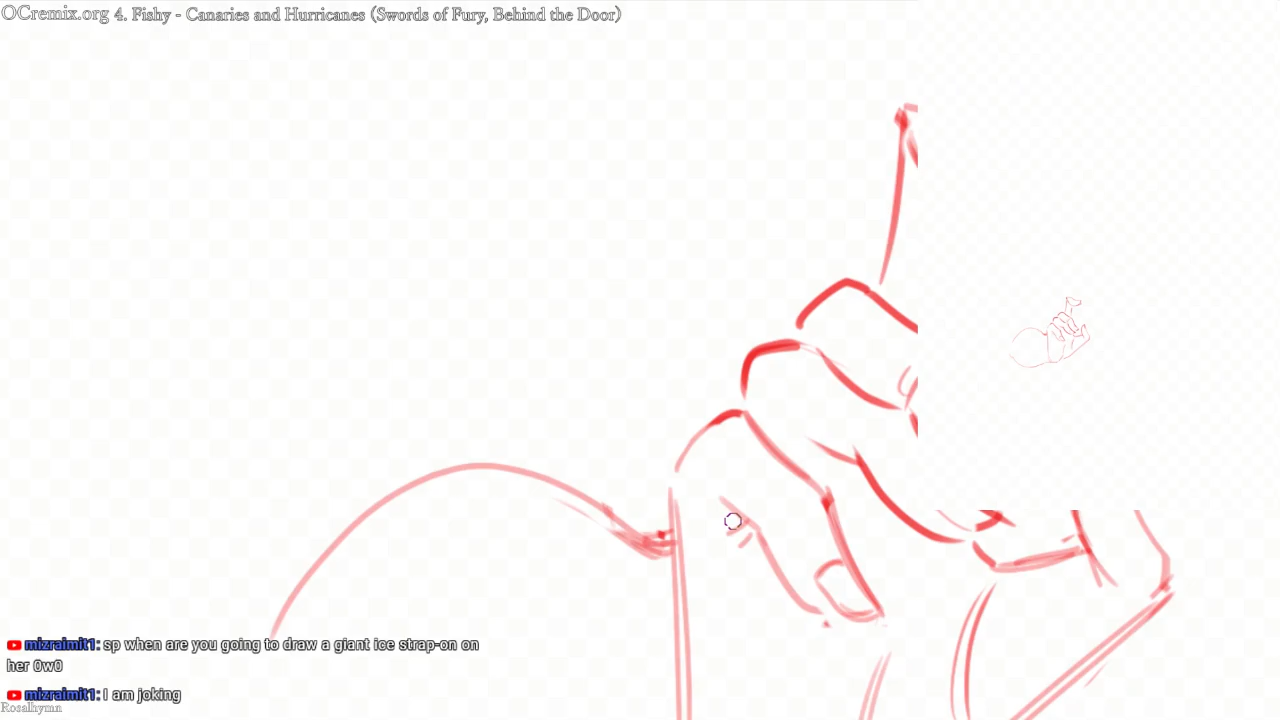 OCremix.org 4. Fishy - Canaries and Hurricanes (Swords of Fury, Behind the Door)
mizraimit1: sp when are you going to draw a giant ice strap-on on
her 0w0
mizraimit1: I am joking
Rosalhymn